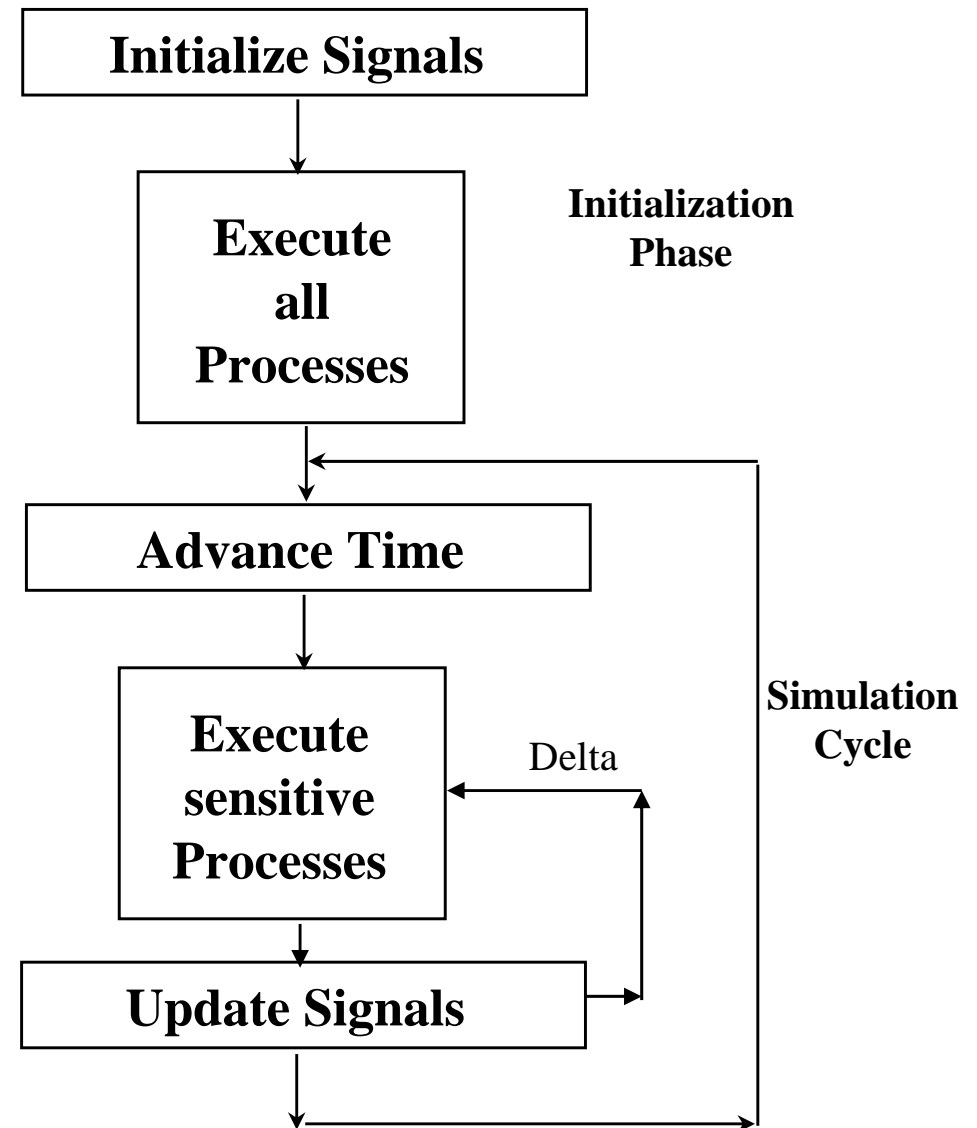 Initialize Signals
Execute
all
Processes
Initialization
Phase
Advance Time
Execute
sensitive
Processes
Delta
Simulation
Cycle
Update Signals